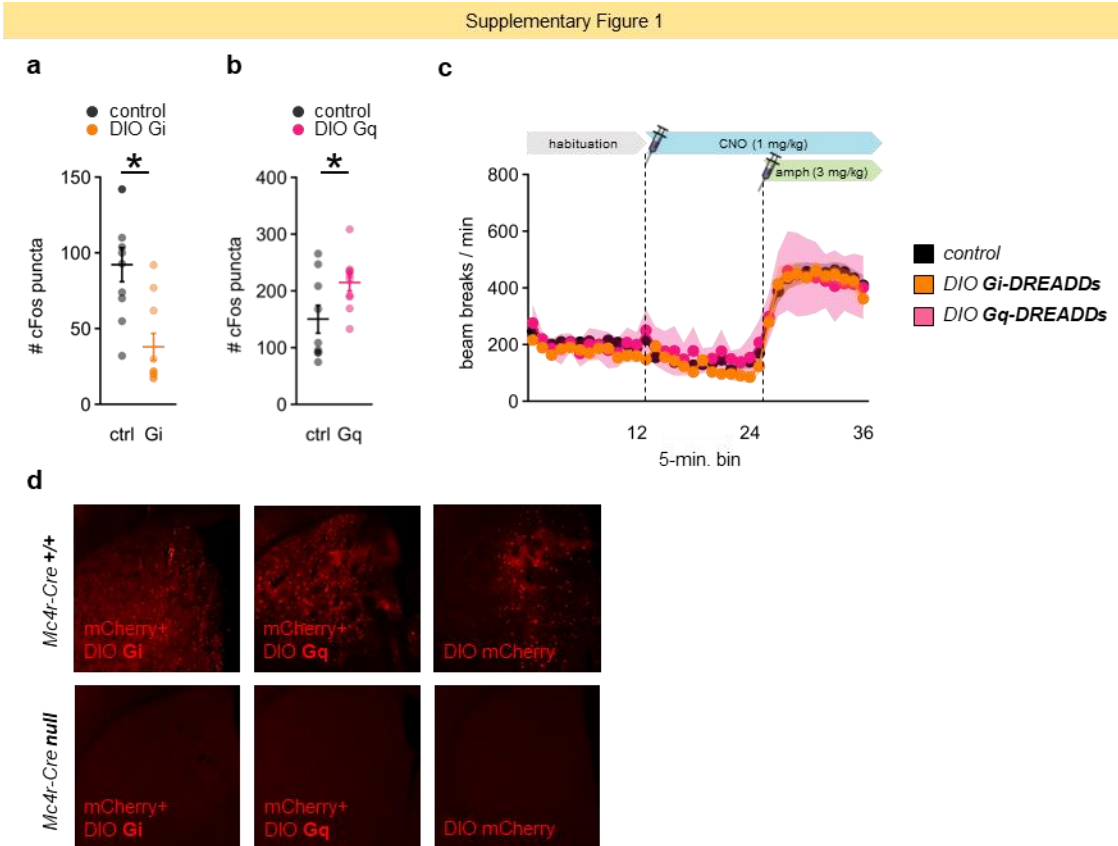 Supplementary Figure 1
a
control
DIO Gi
*
150
100
50
0
# cFos puncta
ctrl Gi
b
control
DIO Gq
*
400
300
200
100
0
# cFos puncta
ctrl Gq
c
habituation
CNO (1 mg/kg)
amph (3 mg/kg)
800
600
400
200
0
beam breaks / min
12 24 36
5-min. bin
control
DIO Gi-DREADDs
DIO Gq-DREADDs
d
Mc4r-Cre +/+
mCherry+
DIO Gi
mCherry+
DIO Gq
DIO mCherry
Mc4r-Cre null
mCherry+
DIO Gi
mCherry+
DIO Gq
DIO mCherry